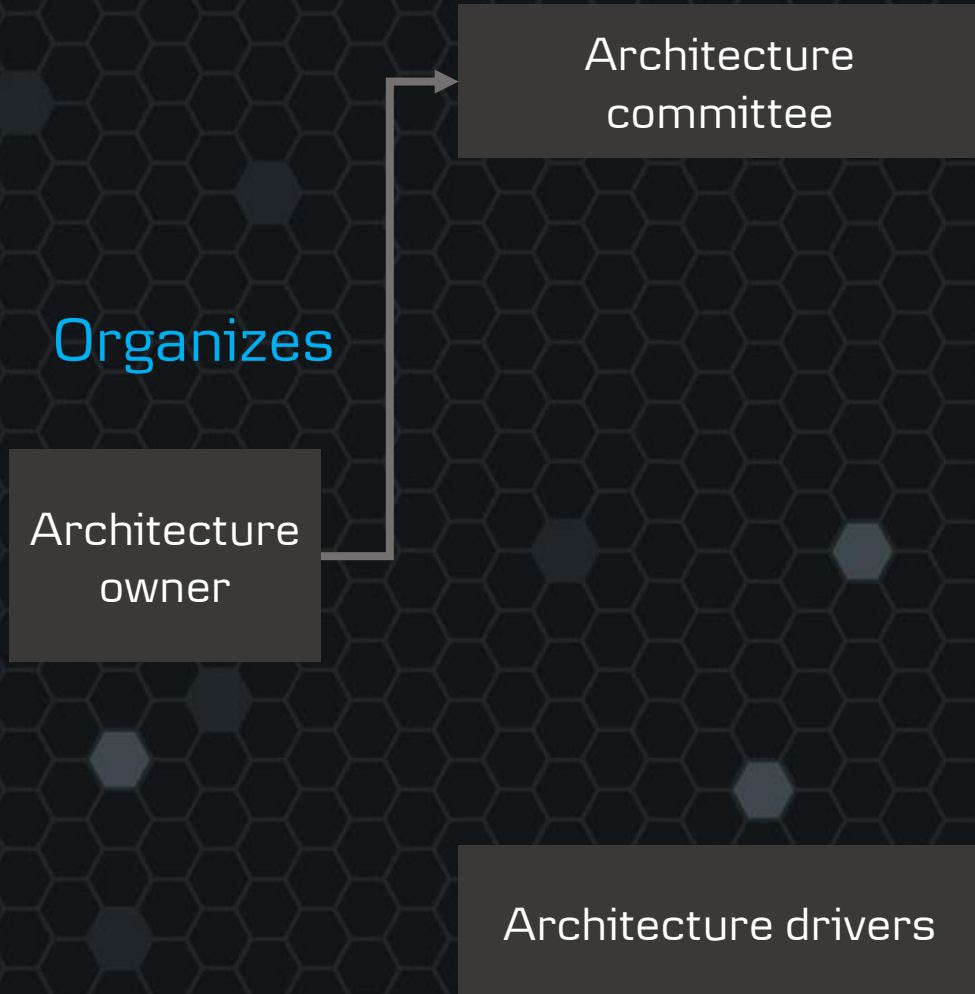 Architecture
committee
Organizes
Architecture
owner
Architecture drivers